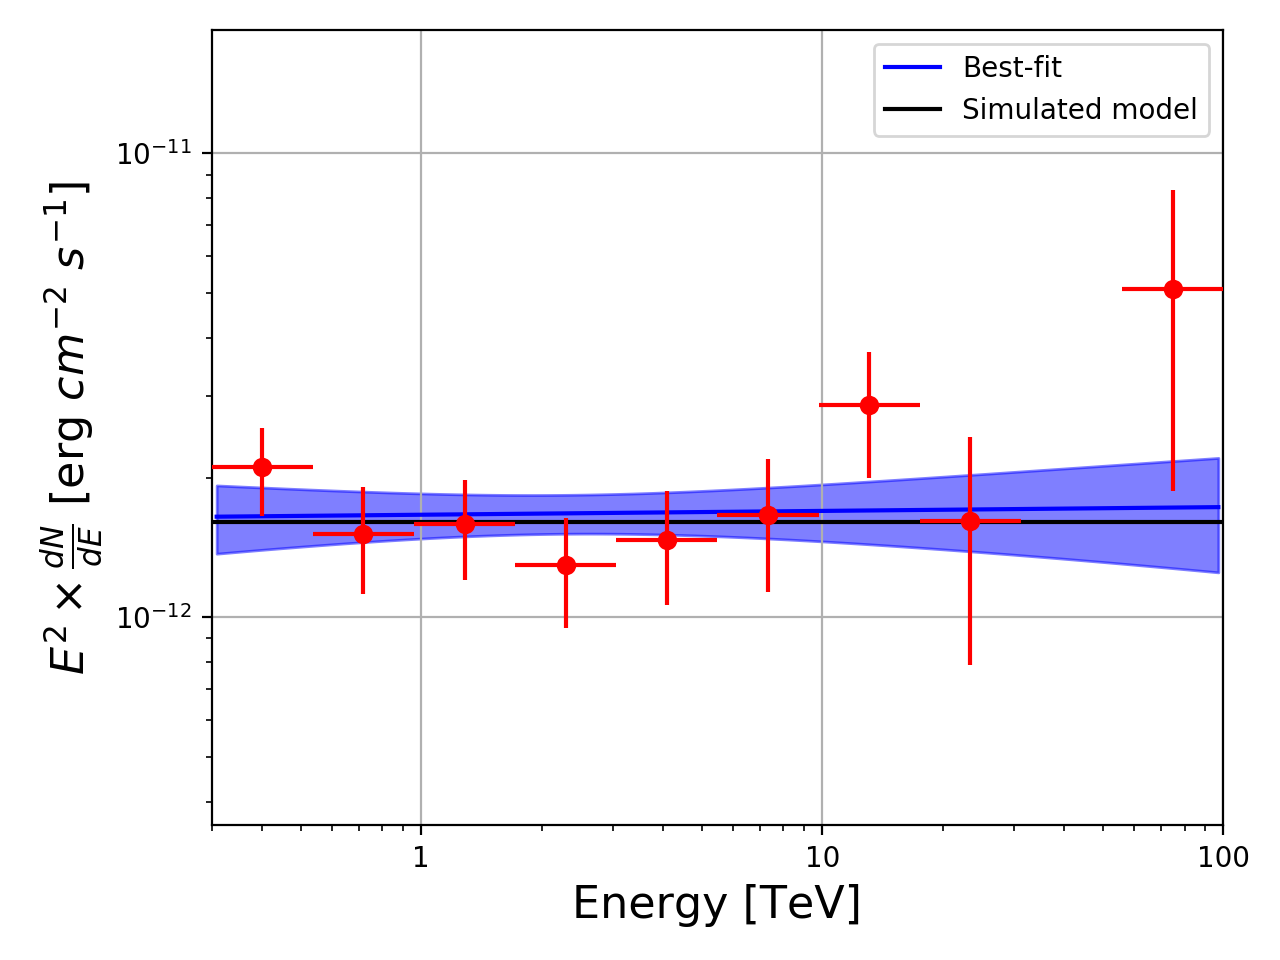 Best-fit
Simulated model
10⁻¹¹
10⁻¹²
E² × dN/dE [erg cm⁻² s⁻¹]
1 10 100
Energy [TeV]